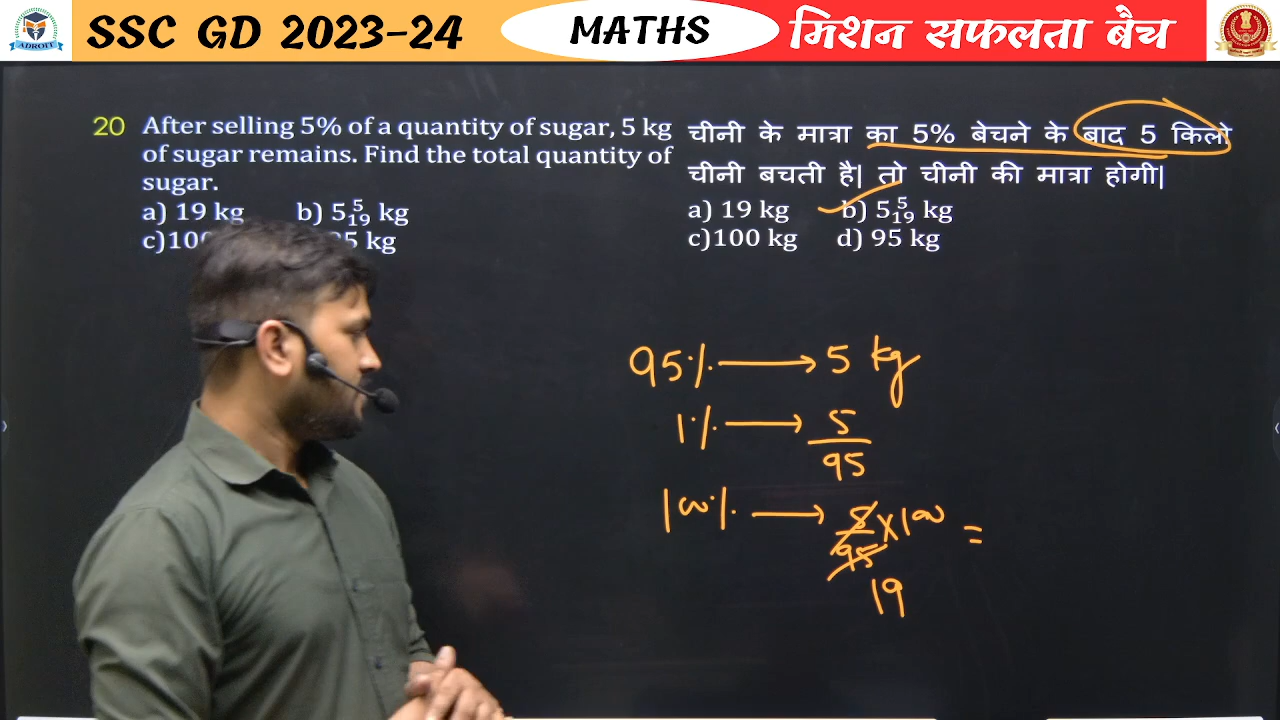 SSC GD 2023-24
MATHS
मिशन सफलता बैच
ADROIT
20 After selling 5% of a quantity of sugar, 5 kg
of sugar remains. Find the total quantity of
sugar.
a) 19 kg b) 5 5/19 kg
c)10
5 kg
चीनी के मात्रा का 5% बेचने के बाद 5 किलो
चीनी बचती है| तो चीनी की मात्रा होगी|
a) 19 kg b) 5 5/19 kg
c)100 kg d) 95 kg
95% → 5 kg
1% → 5/95
100% → 5/95 × 100 =
19